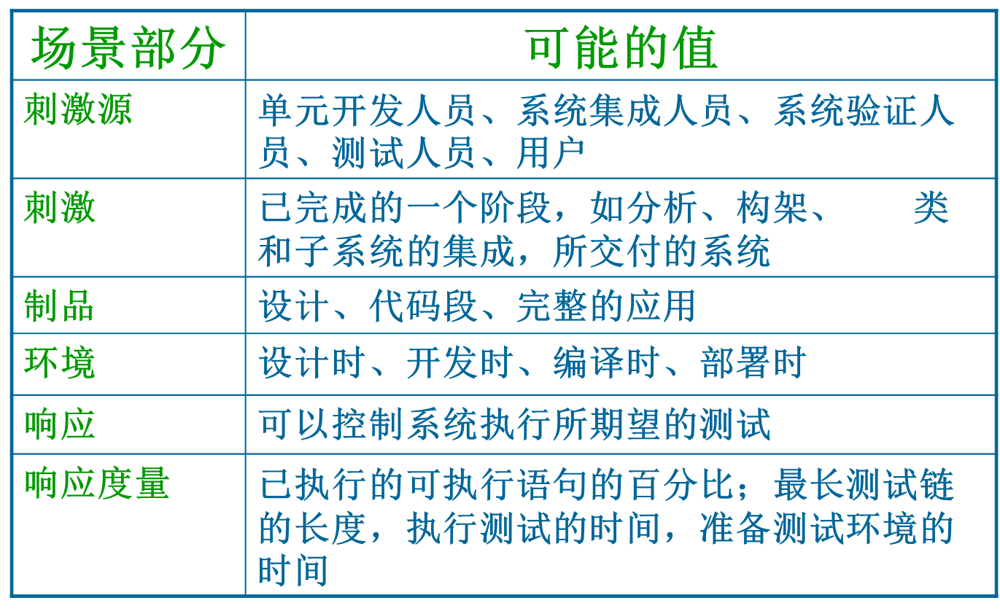 场景部分 可能的值
刺激源 单元开发人员、系统集成人员、系统验证人
员、测试人员、用户
刺激 已完成的一个阶段，如分析、构架、 类
和子系统的集成，所交付的系统
制品 设计、代码段、完整的应用
环境 设计时、开发时、编译时、部署时
响应 可以控制系统执行所期望的测试
响应度量 已执行的可执行语句的百分比；最长测试链
的长度，执行测试的时间，准备测试环境的
时间